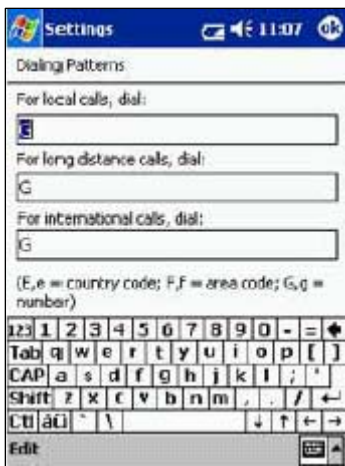 Settings 11:07 ok
Dialing Patterns
For local calls, dial:
G
For long distance calls, dial:
G
For international calls, dial:
G
(E,e = country code; F,f = area code; G,g =
number)
123 1 2 3 4 5 6 7 8 9 0 - =
Tab q w e r t y u i o p [ ]
CAP a s d f g h j k l ; '
Shift z x c v b n m , . /
Ctl áü ` \
Edit